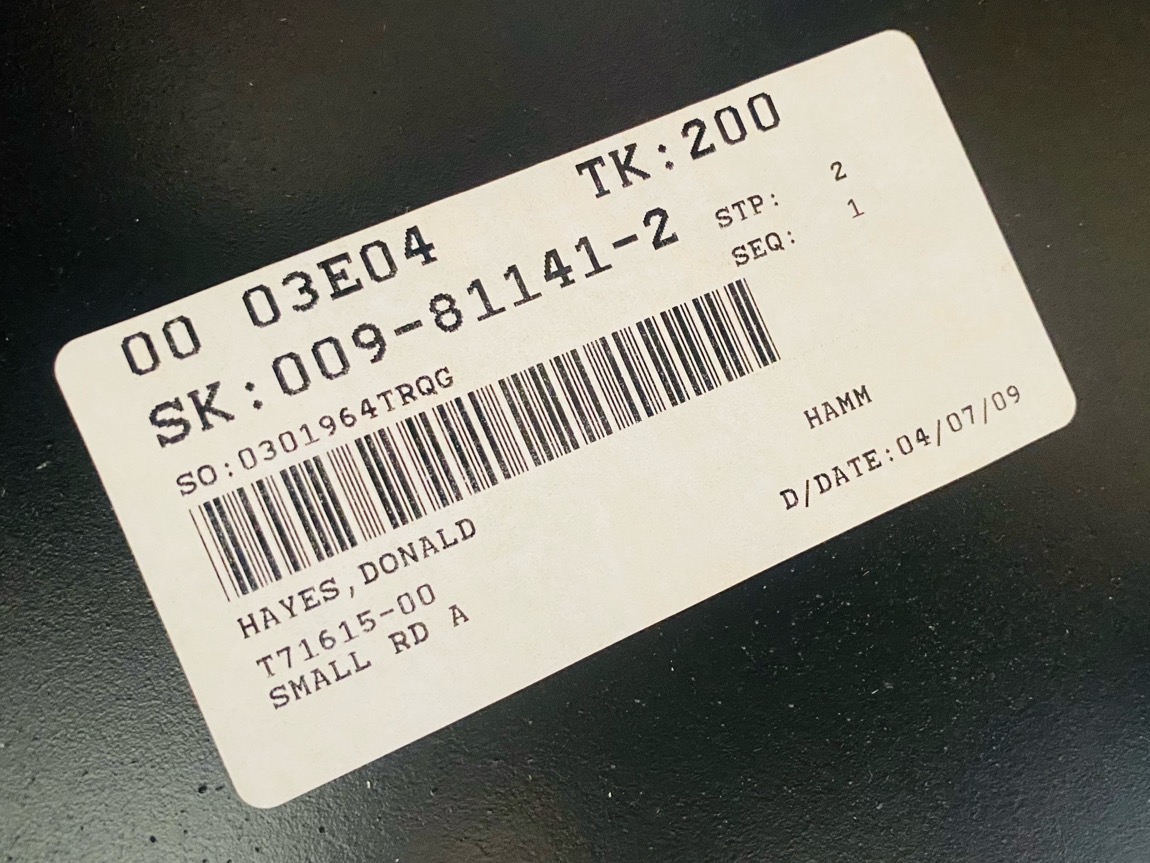 00 03E04 TK:200
SK:009-81141-2 STP: 2
SEQ: 1
SO:0301964TRQG
HAYES,DONALD HAMM
T71615-00 D/DATE:04/07/09
SMALL RD A